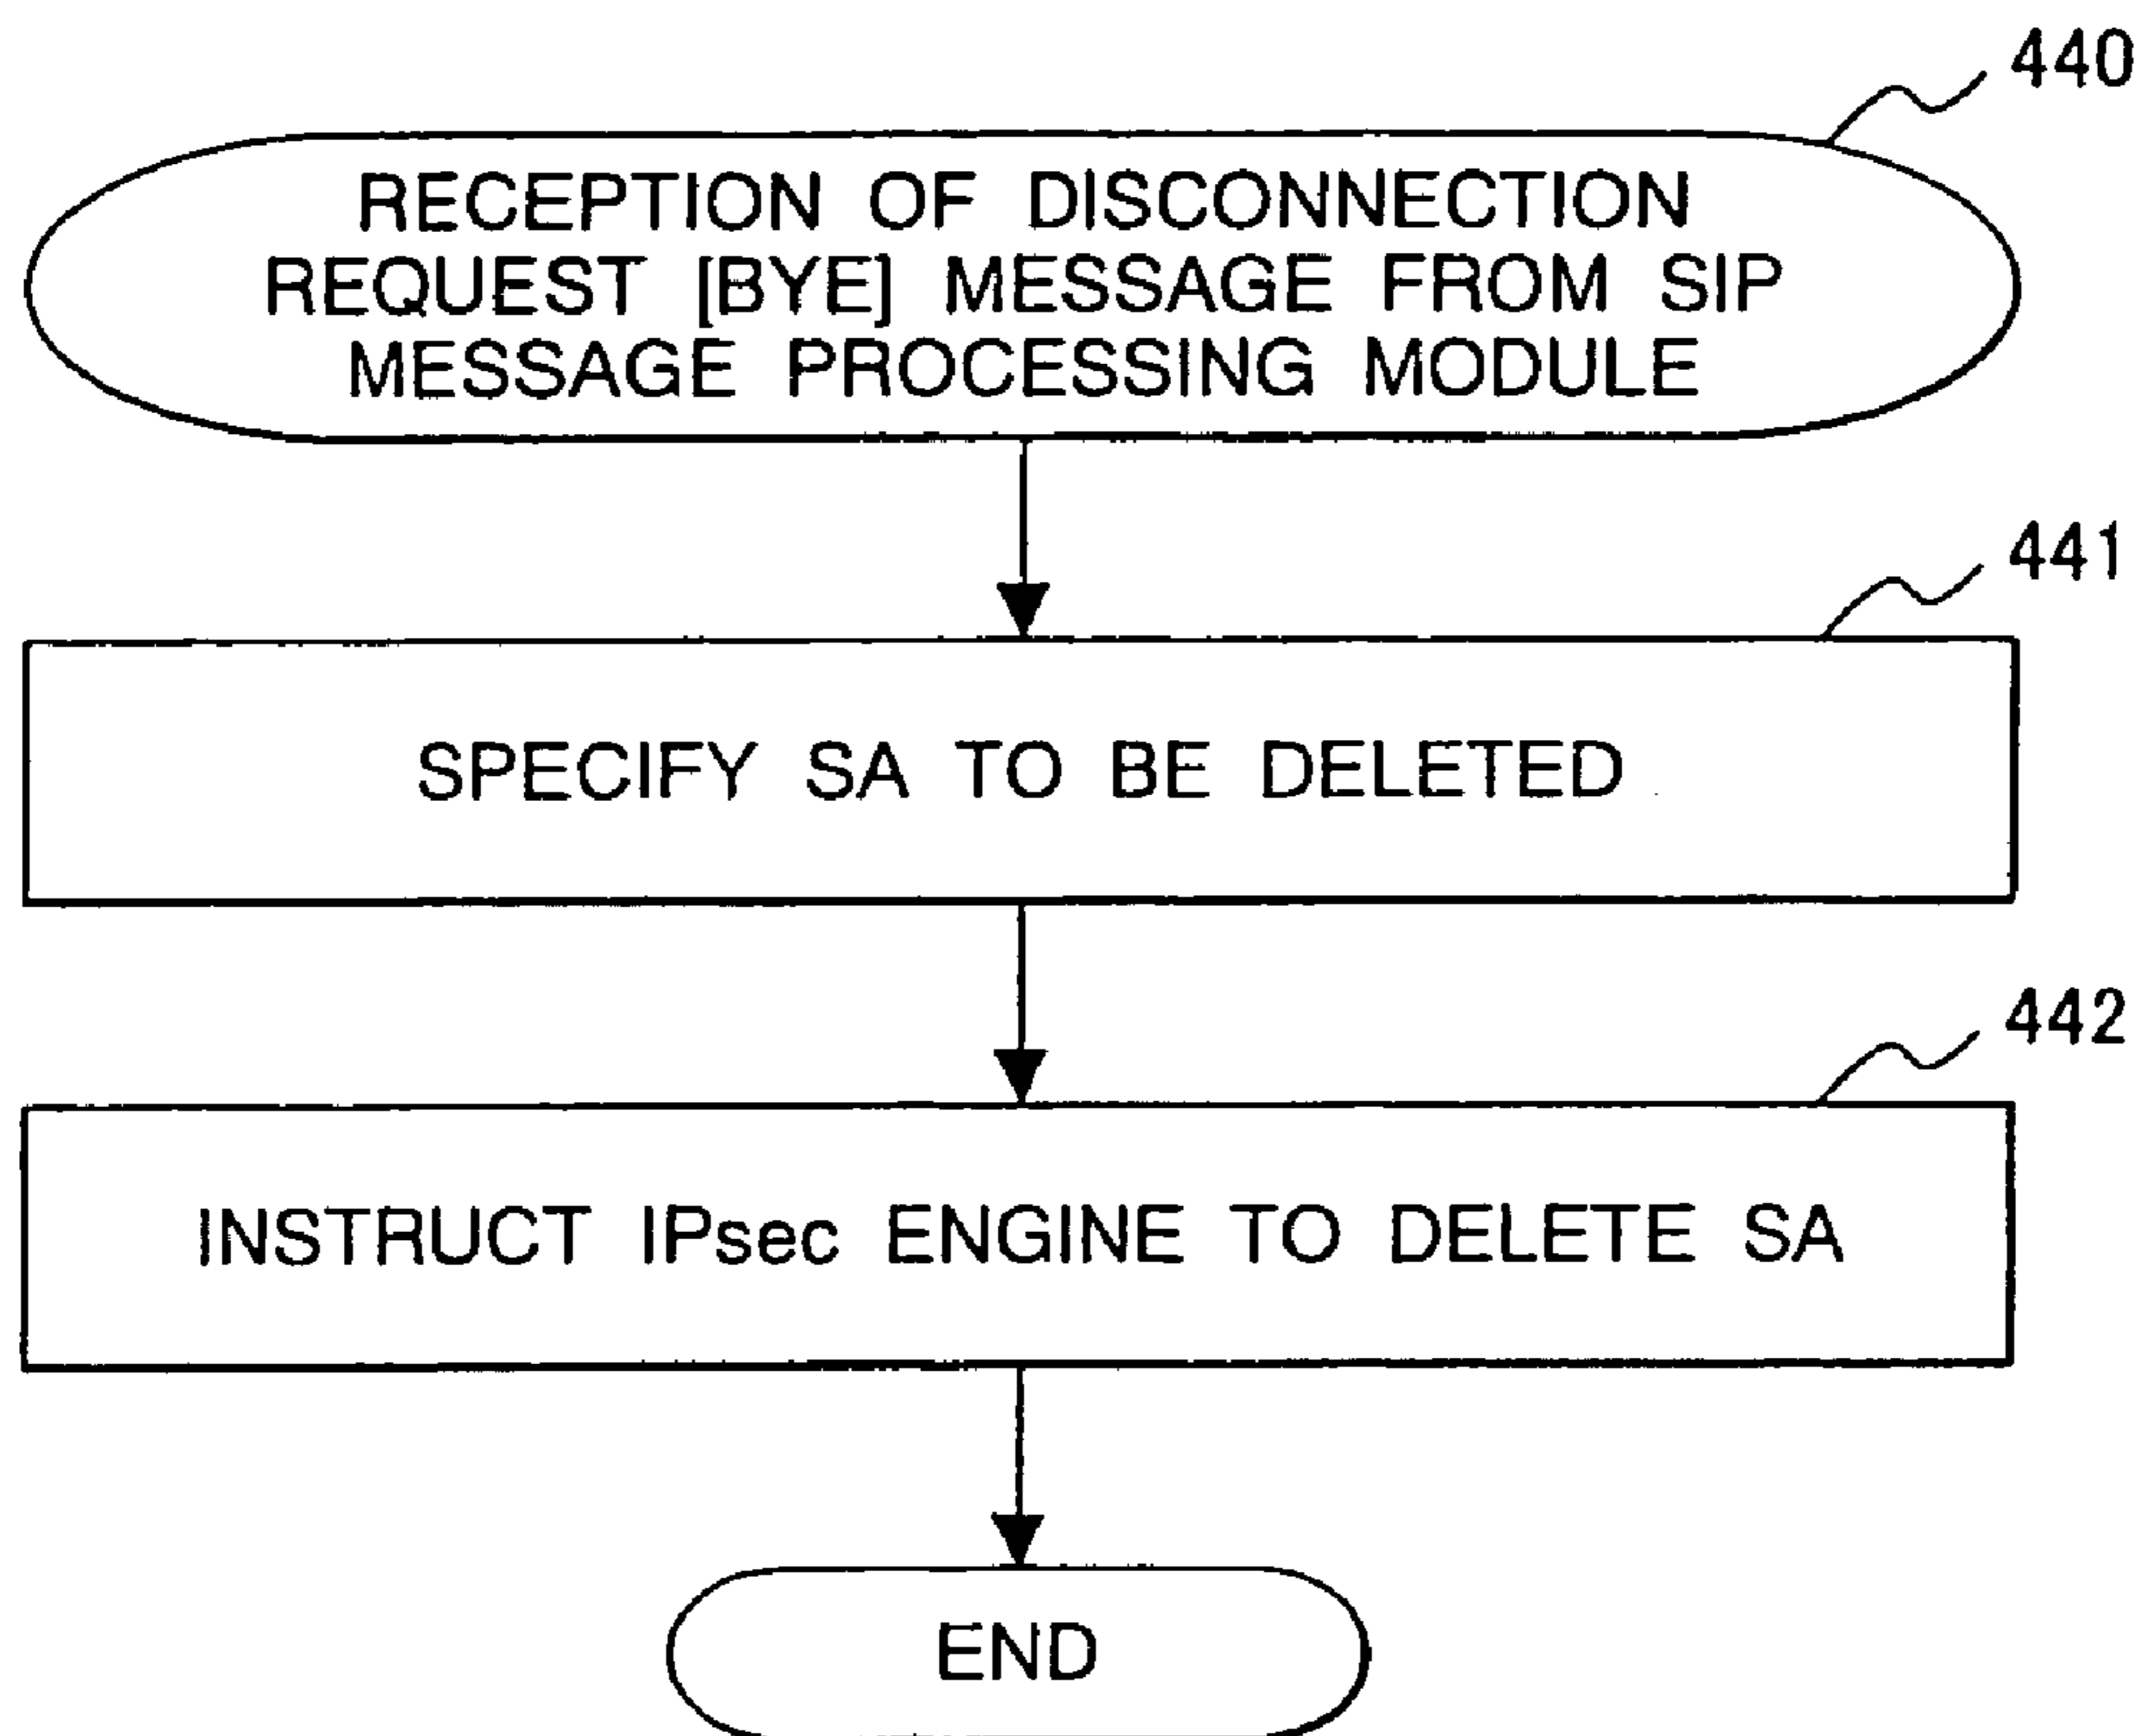 440
RECEPTION OF DISCONNECTION
REQUEST [BYE] MESSAGE FROM SIP
MESSAGE PROCESSING MODULE
441
SPECIFY SA TO BE DELETED
442
INSTRUCT IPsec ENGINE TO DELETE SA
END